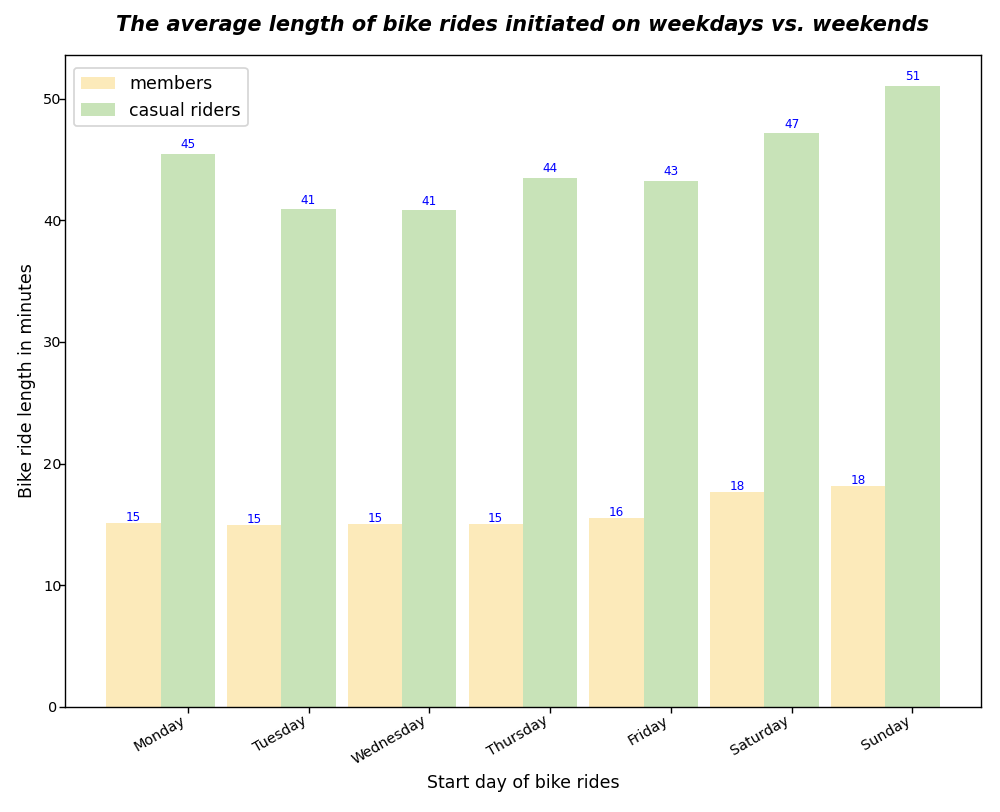 The average length of bike rides initiated on weekdays vs. weekends
members
casual riders
Bike ride length in minutes
50
40
30
20
10
0
15
45
15
41
15
41
15
44
16
43
18
47
18
51
Monday
Tuesday
Wednesday
Thursday
Friday
Saturday
Sunday
Start day of bike rides